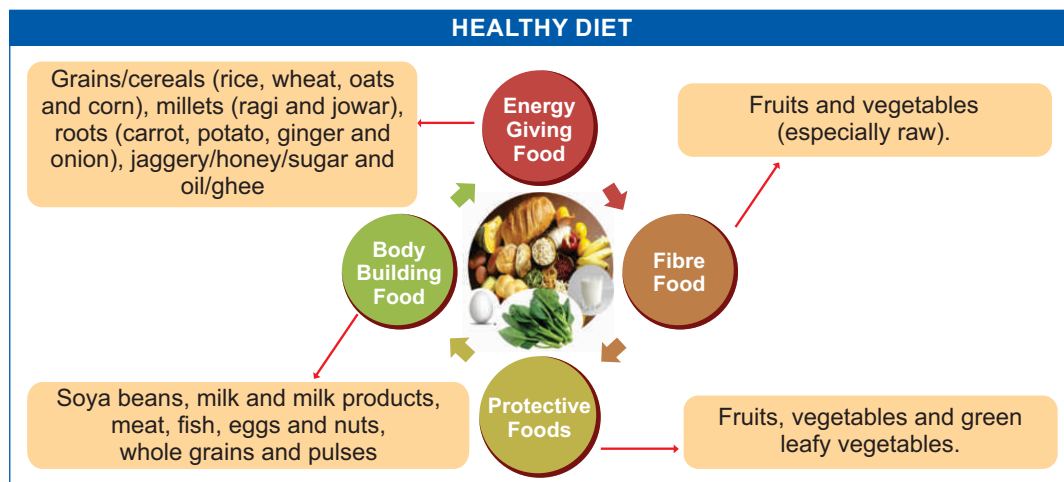 HEALTHY DIET
Grains/cereals (rice, wheat, oats
and corn), millets (ragi and jowar),
roots (carrot, potato, ginger and
onion), jaggery/honey/sugar and
oil/ghee
Energy
Giving
Food
Fruits and vegetables
(especially raw).
Body
Building
Food
Fibre
Food
Soya beans, milk and milk products,
meat, fish, eggs and nuts,
whole grains and pulses
Protective
Foods
Fruits, vegetables and green
leafy vegetables.